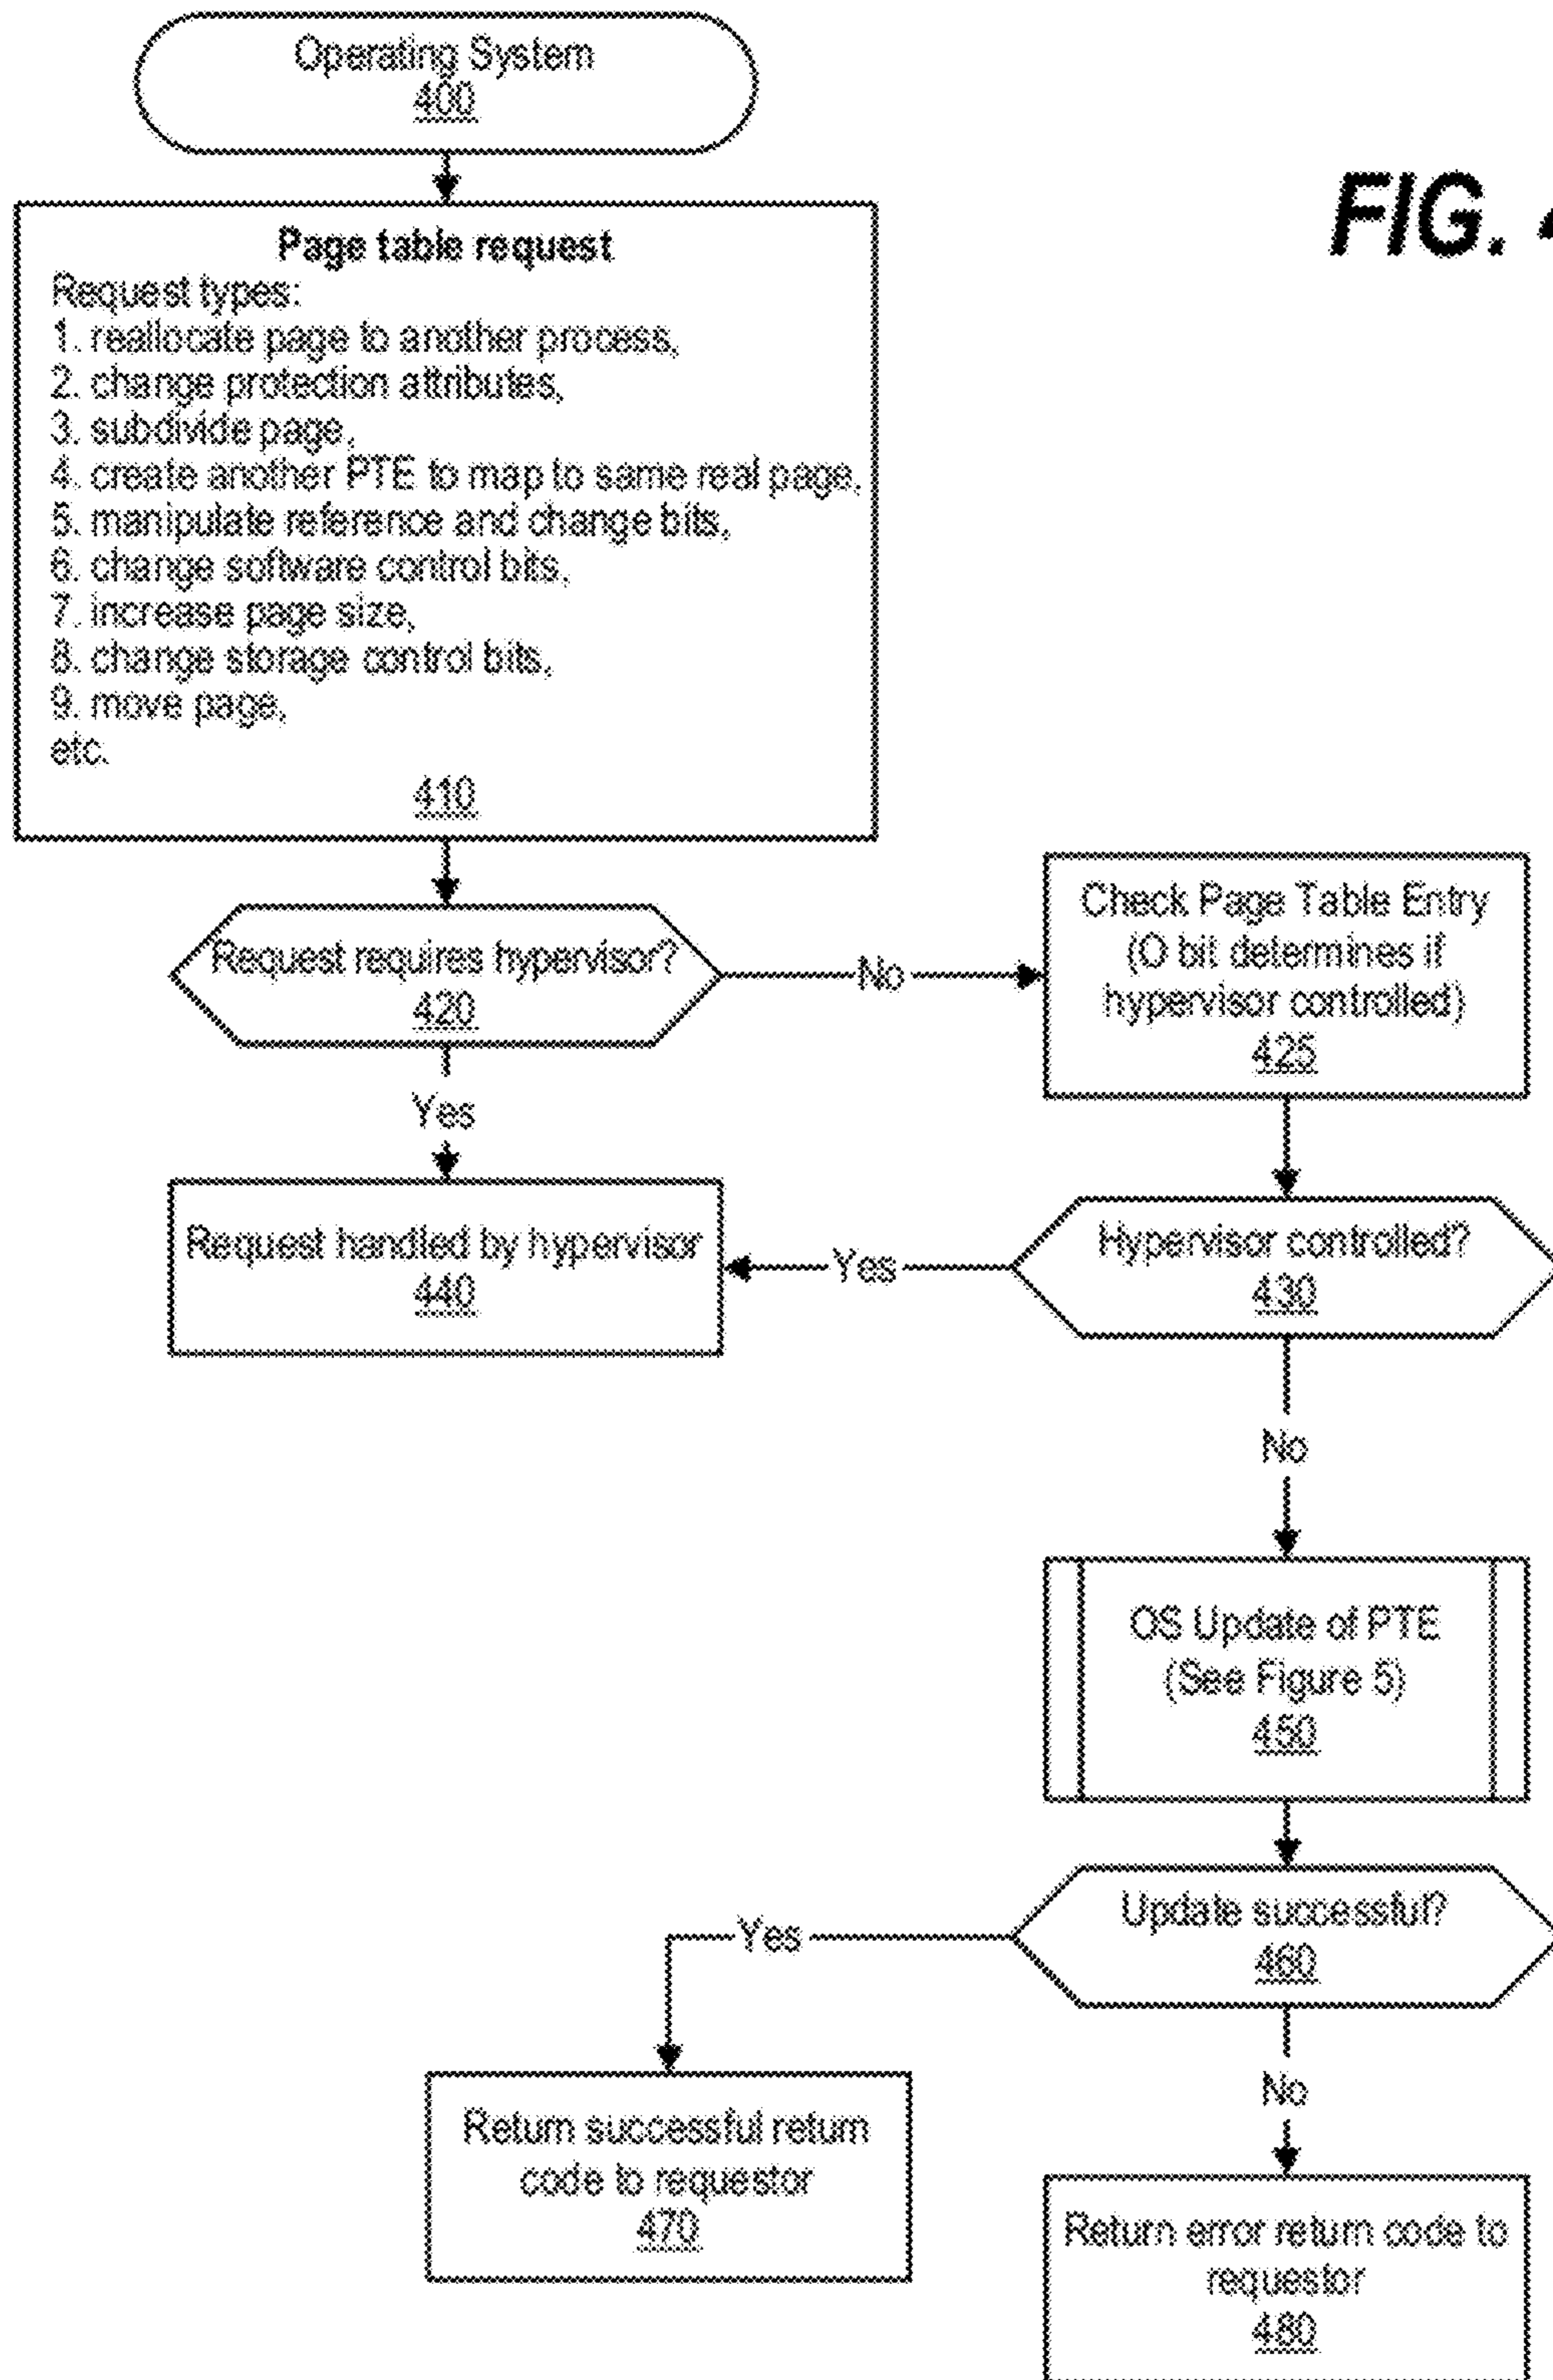 Operating System
400
FIG. 4
Page table request
Request types:
1. reallocate page to another process,
2. change protection attributes,
3. subdivide page,
4. create another PTE to map to same real page,
5. manipulate reference and change bits,
6. change software control bits,
7. increase page size,
8. change storage control bits,
9. move page,
etc.
410
Request requires hypervisor?
420
No
Check Page Table Entry
(O bit determines if
hypervisor controlled)
425
Yes
Request handled by hypervisor
440
Yes
Hypervisor controlled?
430
No
OS Update of PTE
(See Figure 5)
450
Update successful?
460
Yes
No
Return successful return
code to requestor
470
Return error return code to
requestor
480